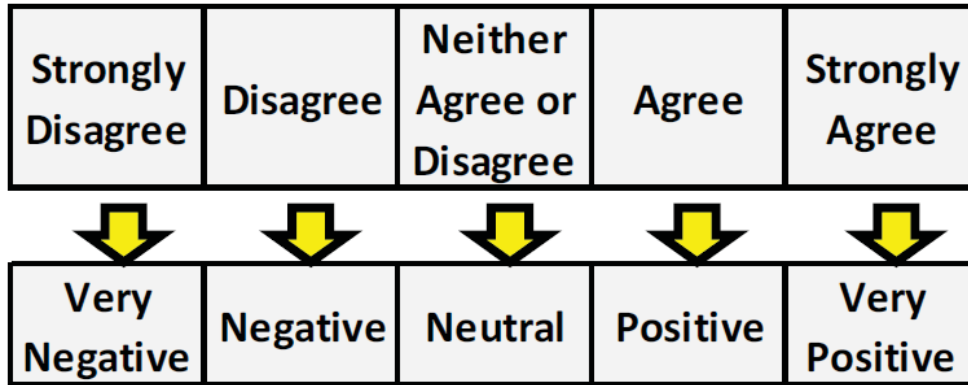 Strongly
Disagree
Disagree
Neither
Agree or
Disagree
Agree
Strongly
Agree
Very
Negative
Negative
Neutral
Positive
Very
Positive